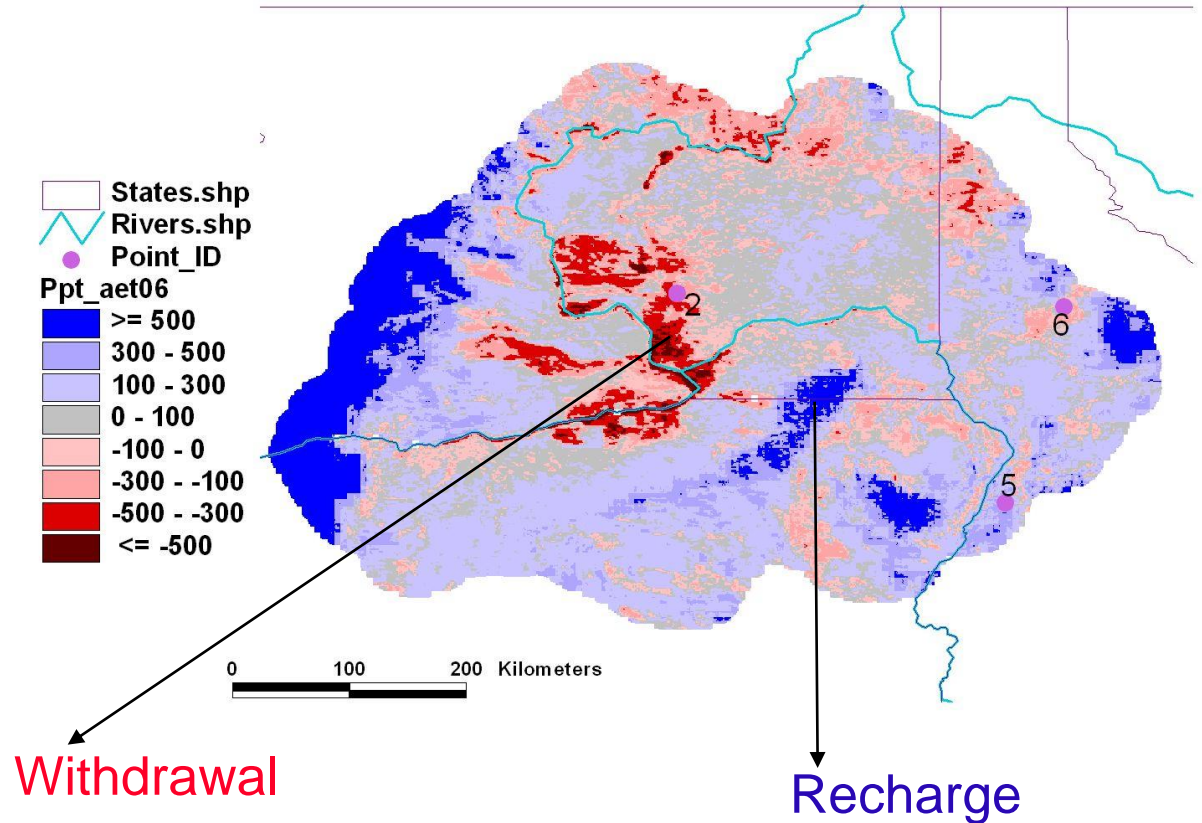 States.shp
Rivers.shp
Point_ID
Ppt_aet06
>= 500
300 - 500
100 - 300
0 - 100
-100 - 0
-300 - -100
-500 - -300
<= -500
2
6
5
0 100 200 Kilometers
Withdrawal
Recharge